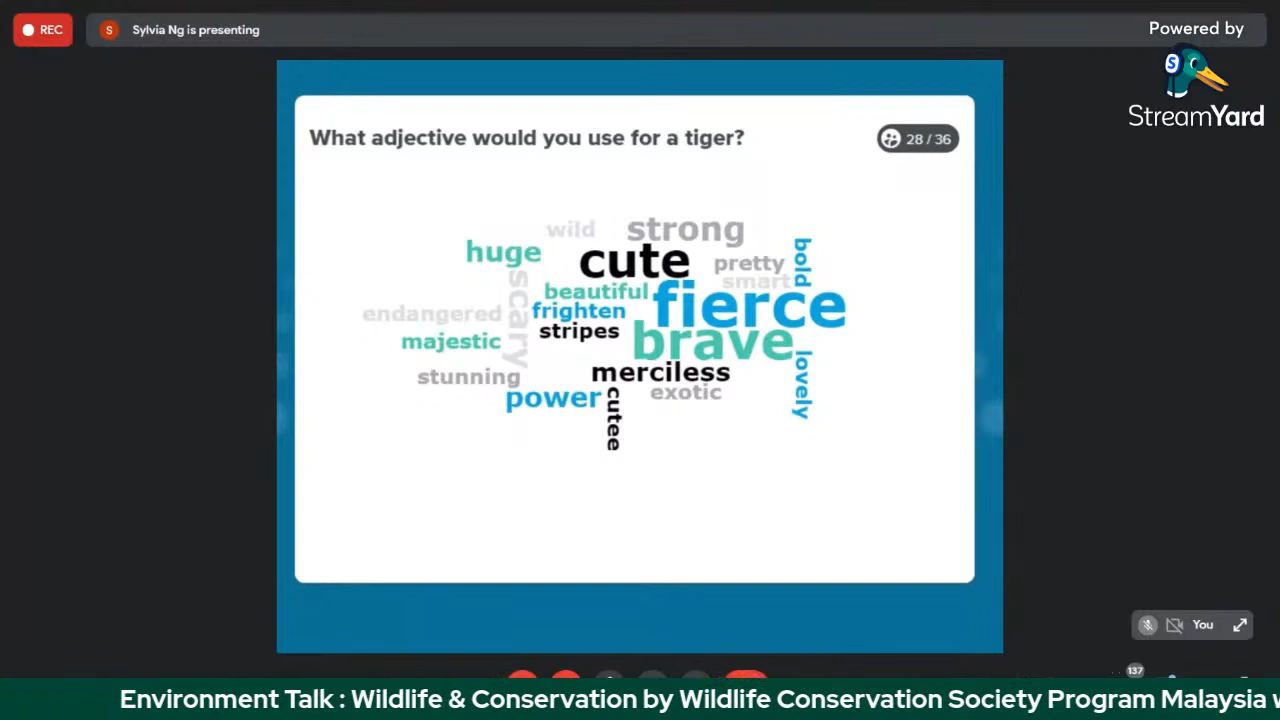 REC
S
Sylvia Ng is presenting
Powered by
S
StreamYard
What adjective would you use for a tiger?
28 / 36
wild
strong
huge
cute
pretty
bold
smart
scary
beautiful
fierce
endangered
frighten
majestic
stripes
brave
stunning
merciless
lovely
power
cutee
exotic
You
137
Environment Talk : Wildlife & Conservation by Wildlife Conservation Society Program Malaysia